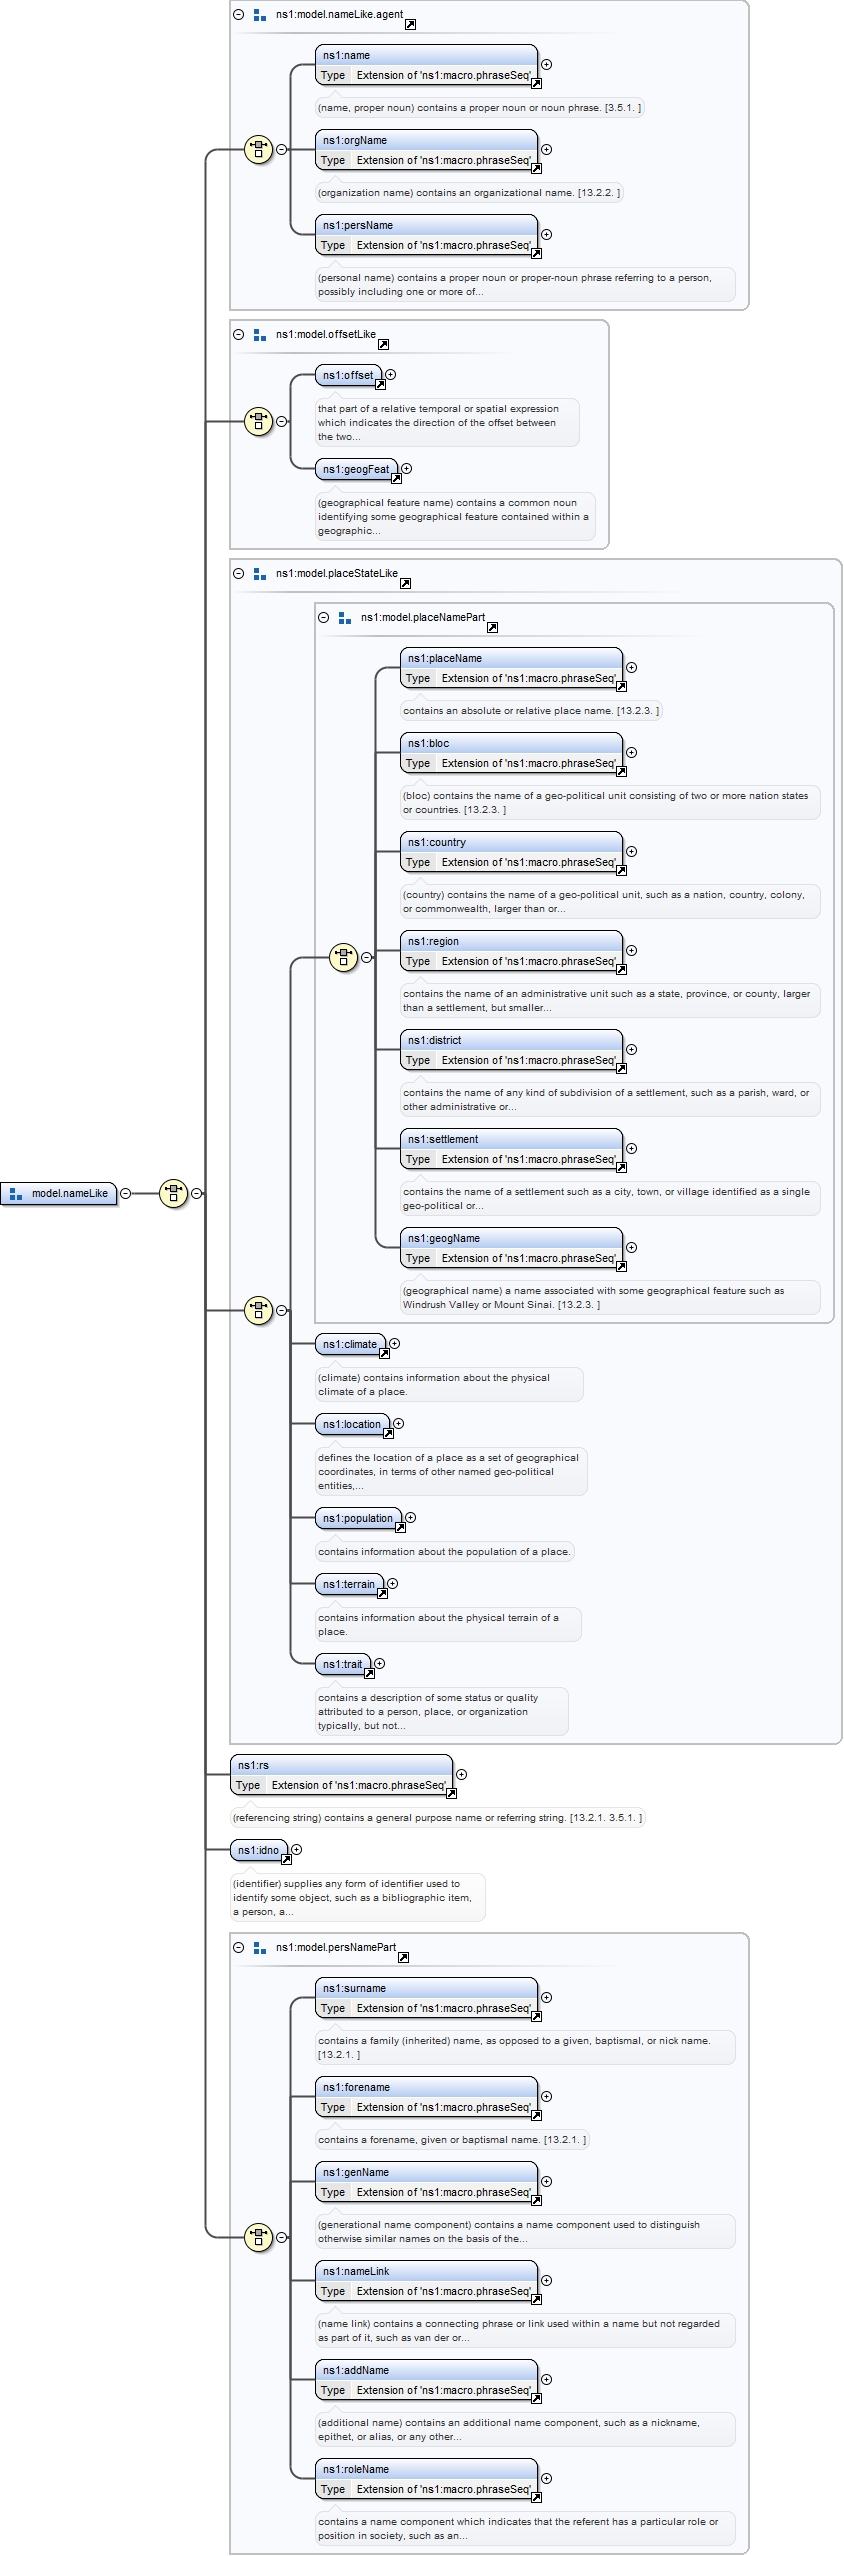 ns1:model.nameLike.agent
ns1:name
Type Extension of 'ns1:macro.phraseSeq'
(name, proper noun) contains a proper noun or noun phrase. [3.5.1. ]
ns1:orgName
Type Extension of 'ns1:macro.phraseSeq'
(organization name) contains an organizational name. [13.2.2. ]
ns1:persName
Type Extension of 'ns1:macro.phraseSeq'
(personal name) contains a proper noun or proper-noun phrase referring to a person,
possibly including one or more of...
ns1:model.offsetLike
ns1:offset
that part of a relative temporal or spatial expression
which indicates the direction of the offset between
the two...
ns1:geogFeat
(geographical feature name) contains a common noun
identifying some geographical feature contained within a
geographic...
ns1:model.placeStateLike
ns1:model.placeNamePart
ns1:placeName
Type Extension of 'ns1:macro.phraseSeq'
contains an absolute or relative place name. [13.2.3. ]
ns1:bloc
Type Extension of 'ns1:macro.phraseSeq'
(bloc) contains the name of a geo-political unit consisting of two or more nation states
or countries. [13.2.3. ]
ns1:country
Type Extension of 'ns1:macro.phraseSeq'
(country) contains the name of a geo-political unit, such as a nation, country, colony,
or commonwealth, larger than or...
ns1:region
Type Extension of 'ns1:macro.phraseSeq'
contains the name of an administrative unit such as a state, province, or county, larger
than a settlement, but smaller...
ns1:district
Type Extension of 'ns1:macro.phraseSeq'
contains the name of any kind of subdivision of a settlement, such as a parish, ward, or
other administrative or...
ns1:settlement
Type Extension of 'ns1:macro.phraseSeq'
contains the name of a settlement such as a city, town, or village identified as a single
geo-political or...
model.nameLike
ns1:geogName
Type Extension of 'ns1:macro.phraseSeq'
(geographical name) a name associated with some geographical feature such as
Windrush Valley or Mount Sinai. [13.2.3. ]
ns1:climate
(climate) contains information about the physical
climate of a place.
ns1:location
defines the location of a place as a set of geographical
coordinates, in terms of other named geo-political
entities,...
ns1:population
contains information about the population of a place.
ns1:terrain
contains information about the physical terrain of a
place.
ns1:trait
contains a description of some status or quality
attributed to a person, place, or organization
typically, but not...
ns1:rs
Type Extension of 'ns1:macro.phraseSeq'
(referencing string) contains a general purpose name or referring string. [13.2.1. 3.5.1. ]
ns1:idno
(identifier) supplies any form of identifier used to
identify some object, such as a bibliographic item,
a person, a...
ns1:model.persNamePart
ns1:surname
Type Extension of 'ns1:macro.phraseSeq'
contains a family (inherited) name, as opposed to a given, baptismal, or nick name.
[13.2.1. ]
ns1:forename
Type Extension of 'ns1:macro.phraseSeq'
contains a forename, given or baptismal name. [13.2.1. ]
ns1:genName
Type Extension of 'ns1:macro.phraseSeq'
(generational name component) contains a name component used to distinguish
otherwise similar names on the basis of the...
ns1:nameLink
Type Extension of 'ns1:macro.phraseSeq'
(name link) contains a connecting phrase or link used within a name but not regarded
as part of it, such as van der or...
ns1:addName
Type Extension of 'ns1:macro.phraseSeq'
(additional name) contains an additional name component, such as a nickname,
epithet, or alias, or any other...
ns1:roleName
Type Extension of 'ns1:macro.phraseSeq'
contains a name component which indicates that the referent has a particular role or
position in society, such as an...